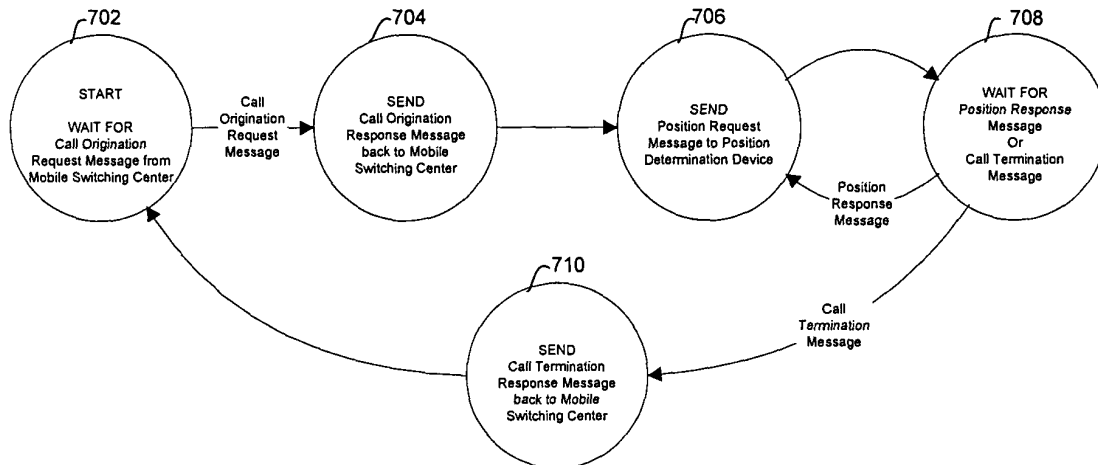 702
704
706
708
START
WAIT FOR
Call Origination
Request Message from
Mobile Switching Center
Call
Origination
Request
Message
SEND
Call Origination
Response Message
back to Mobile
Switching Center
SEND
Position Request
Message to Position
Determination Device
WAIT FOR
Position Response
Message
Or
Call Termination
Message
Position
Response
Message
710
SEND
Call Termination
Response Message
back to Mobile
Switching Center
Call
Termination
Message